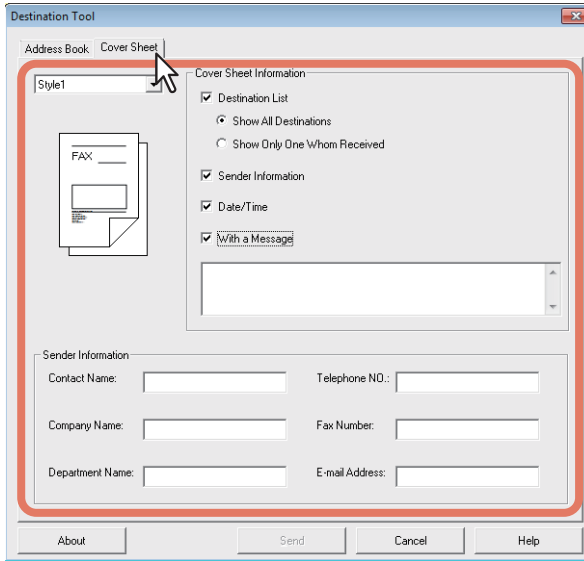 Destination Tool
Address Book Cover Sheet
Style1
FAX
Cover Sheet Information
Destination List
Show All Destinations
Show Only One Whom Received
Sender Information
Date/Time
With a Message
Sender Information
Contact Name:
Telephone NO.:
Company Name:
Fax Number:
Department Name:
E-mail Address:
About Send Cancel Help